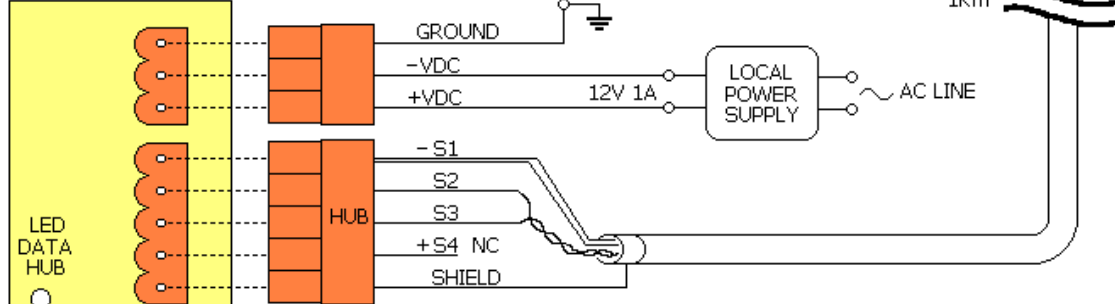 1Km
GROUND
-VDC
+VDC
12V 1A
LOCAL
POWER
SUPPLY
AC LINE
- S1
S2
S3
+S4 NC
SHIELD
HUB
LED
DATA
HUB